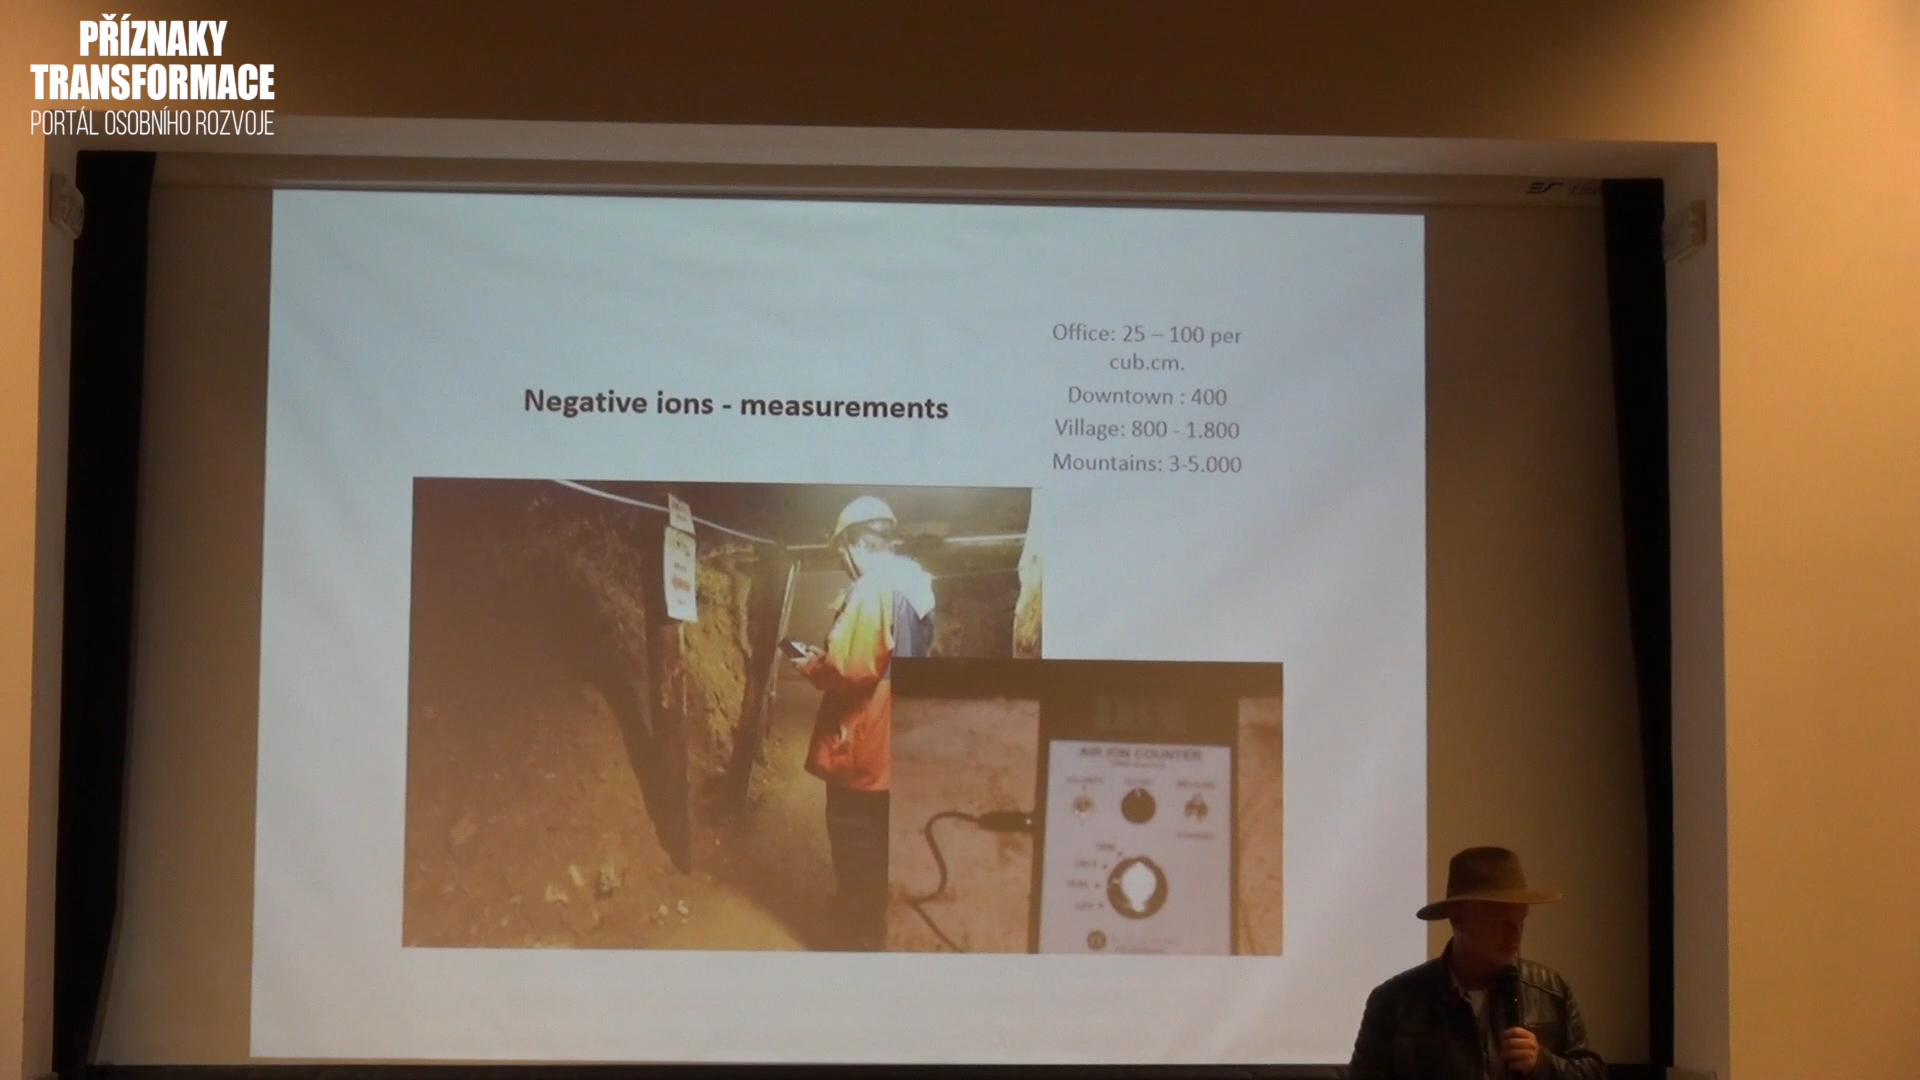 PŘÍZNAKY
TRANSFORMACE
PORTÁL OSOBNÍHO ROZVOJE
Office: 25 – 100 per
cub.cm.
Negative ions - measurements
Downtown : 400
Village: 800 - 1.800
Mountains: 3-5.000
AIR ION COUNTER